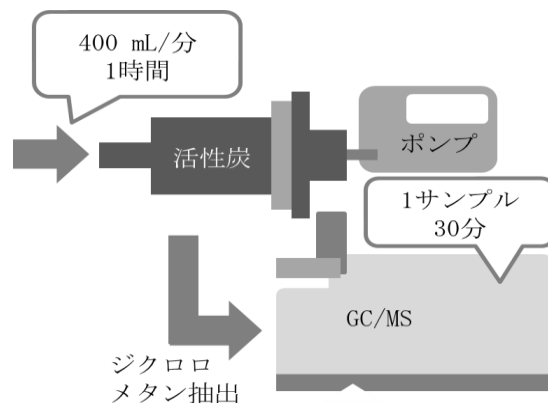 400 mL/分
1時間
活性炭
ポンプ
1サンプル
30分
GC/MS
ジクロロ
メタン抽出